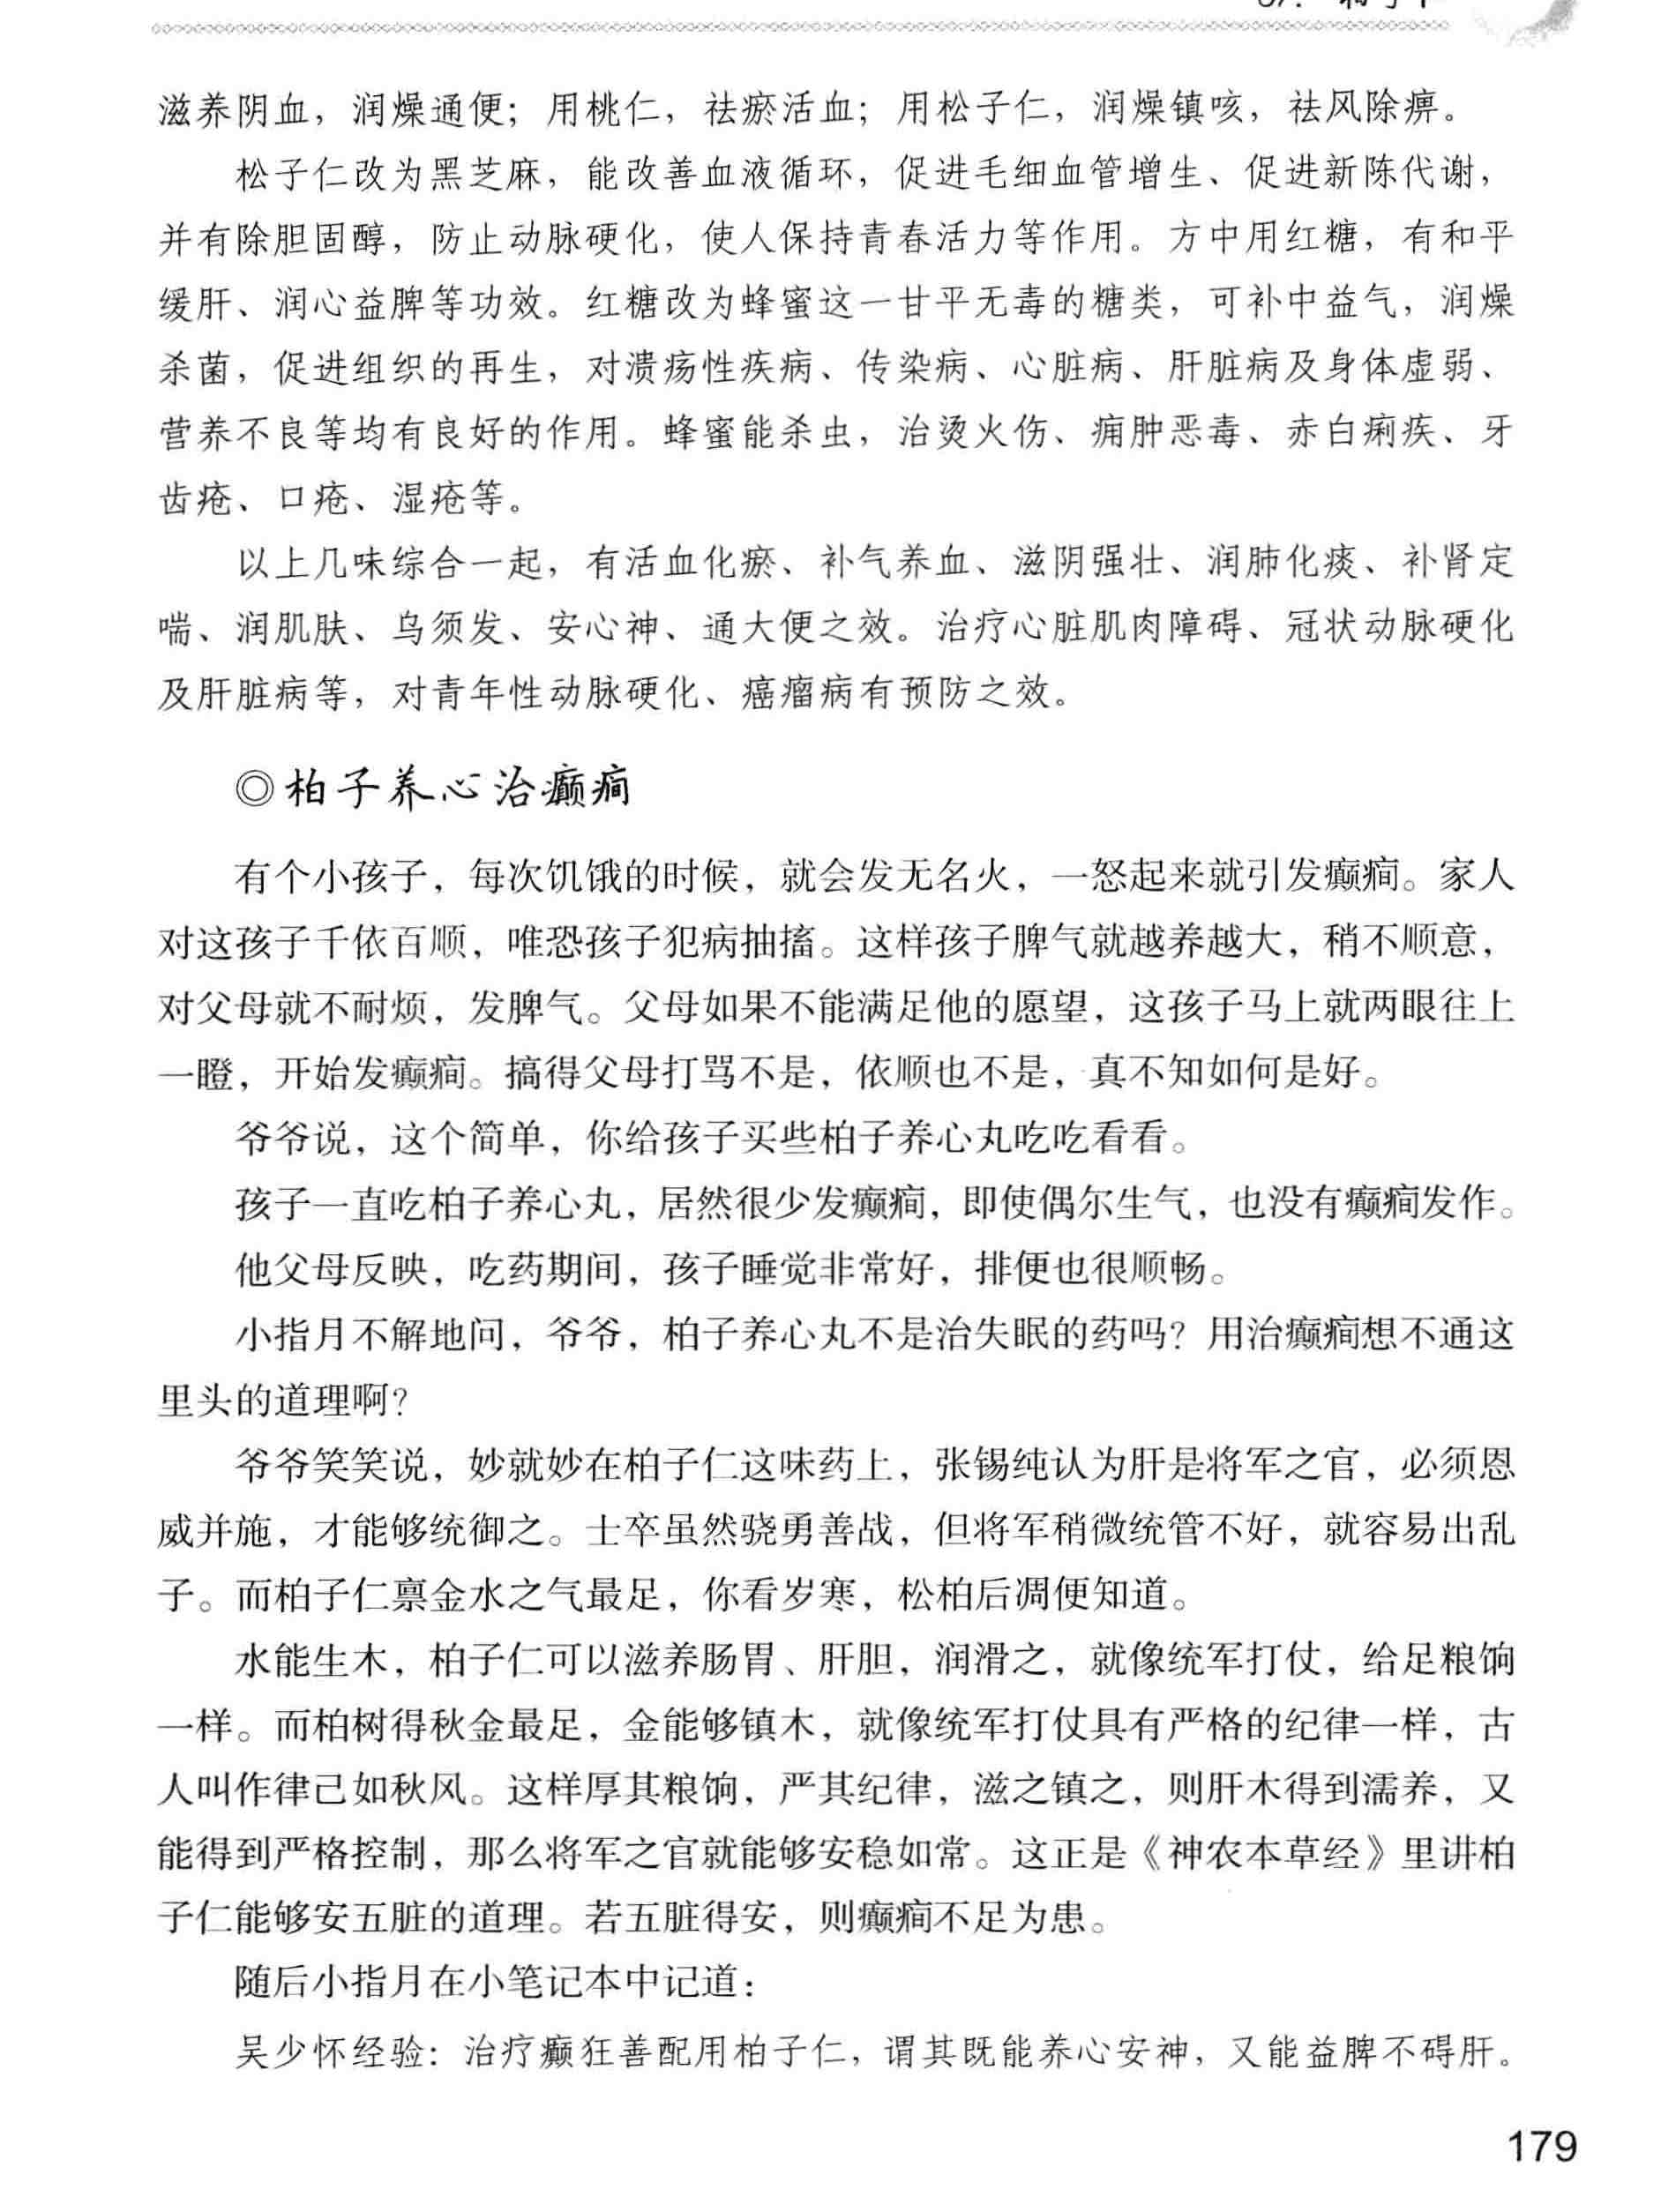 滋养阴血，润燥通便；用桃仁，祛瘀活血；用松子仁，润燥镇咳，祛风除痹。
松子仁改为黑芝麻，能改善血液循环，促进毛细血管增生、促进新陈代谢，
并有除胆固醇，防止动脉硬化，使人保持青春活力等作用。方中用红糖，有和平
缓肝、润心益脾等功效。红糖改为蜂蜜这一甘平无毒的糖类，可补中益气，润燥
杀菌，促进组织的再生，对溃疡性疾病、传染病、心脏病、肝脏病及身体虚弱、
营养不良等均有良好的作用。蜂蜜能杀虫，治烫火伤、痈肿恶毒、赤白痢疾、牙
齿疮、口疮、湿疮等。
以上几味综合一起，有活血化瘀、补气养血、滋阴强壮、润肺化痰、补肾定
喘、润肌肤、乌须发、安心神、通大便之效。治疗心脏肌肉障碍、冠状动脉硬化
及肝脏病等，对青年性动脉硬化、癌瘤病有预防之效。
◎柏子养心治癫痫
有个小孩子，每次饥饿的时候，就会发无名火，一怒起来就引发癫痫。家人
对这孩子千依百顺，唯恐孩子犯病抽搐。这样孩子脾气就越养越大，稍不顺意，
对父母就不耐烦，发脾气。父母如果不能满足他的愿望，这孩子马上就两眼往上
一瞪，开始发癫痫。搞得父母打骂不是，依顺也不是，真不知如何是好。
爷爷说，这个简单，你给孩子买些柏子养心丸吃吃看看。
孩子一直吃柏子养心丸，居然很少发癫痫，即使偶尔生气，也没有癫痫发作。
他父母反映，吃药期间，孩子睡觉非常好，排便也很顺畅。
小指月不解地问，爷爷，柏子养心丸不是治失眠的药吗？用治癫痫想不通这
里头的道理啊？
爷爷笑笑说，妙就妙在柏子仁这味药上，张锡纯认为肝是将军之官，必须恩
威并施，才能够统御之。士卒虽然骁勇善战，但将军稍微统管不好，就容易出乱
子。而柏子仁禀金水之气最足，你看岁寒，松柏后凋便知道。
水能生木，柏子仁可以滋养肠胃、肝胆，润滑之，就像统军打仗，给足粮饷
一样。而柏树得秋金最足，金能够镇木，就像统军打仗具有严格的纪律一样，古
人叫作律己如秋风。这样厚其粮饷，严其纪律，滋之镇之，则肝木得到濡养，又
能得到严格控制，那么将军之官就能够安稳如常。这正是《神农本草经》里讲柏
子仁能够安五脏的道理。若五脏得安，则癫痫不足为患。
随后小指月在小笔记本中记道：
吴少怀经验：治疗癫狂善配用柏子仁，谓其既能养心安神，又能益脾不碍肝。
179